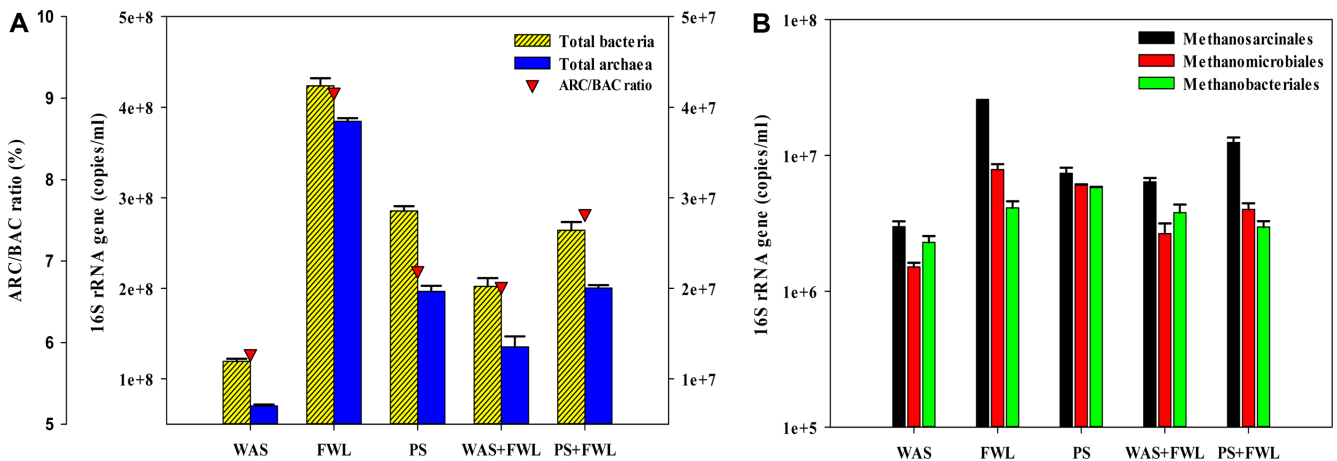 A
ARC/BAC ratio (%)
10
9
8
7
6
5
16S rRNA gene (copies/ml)
5e+8
4e+8
3e+8
2e+8
1e+8
Total bacteria
Total archaea
ARC/BAC ratio
5e+7
4e+7
3e+7
2e+7
1e+7
WAS FWL PS WAS+FWL PS+FWL
B
16S rRNA gene (copies/ml)
1e+8
1e+7
1e+6
1e+5
Methanosarcinales
Methanomicrobiales
Methanobacteriales
WAS FWL PS WAS+FWL PS+FWL